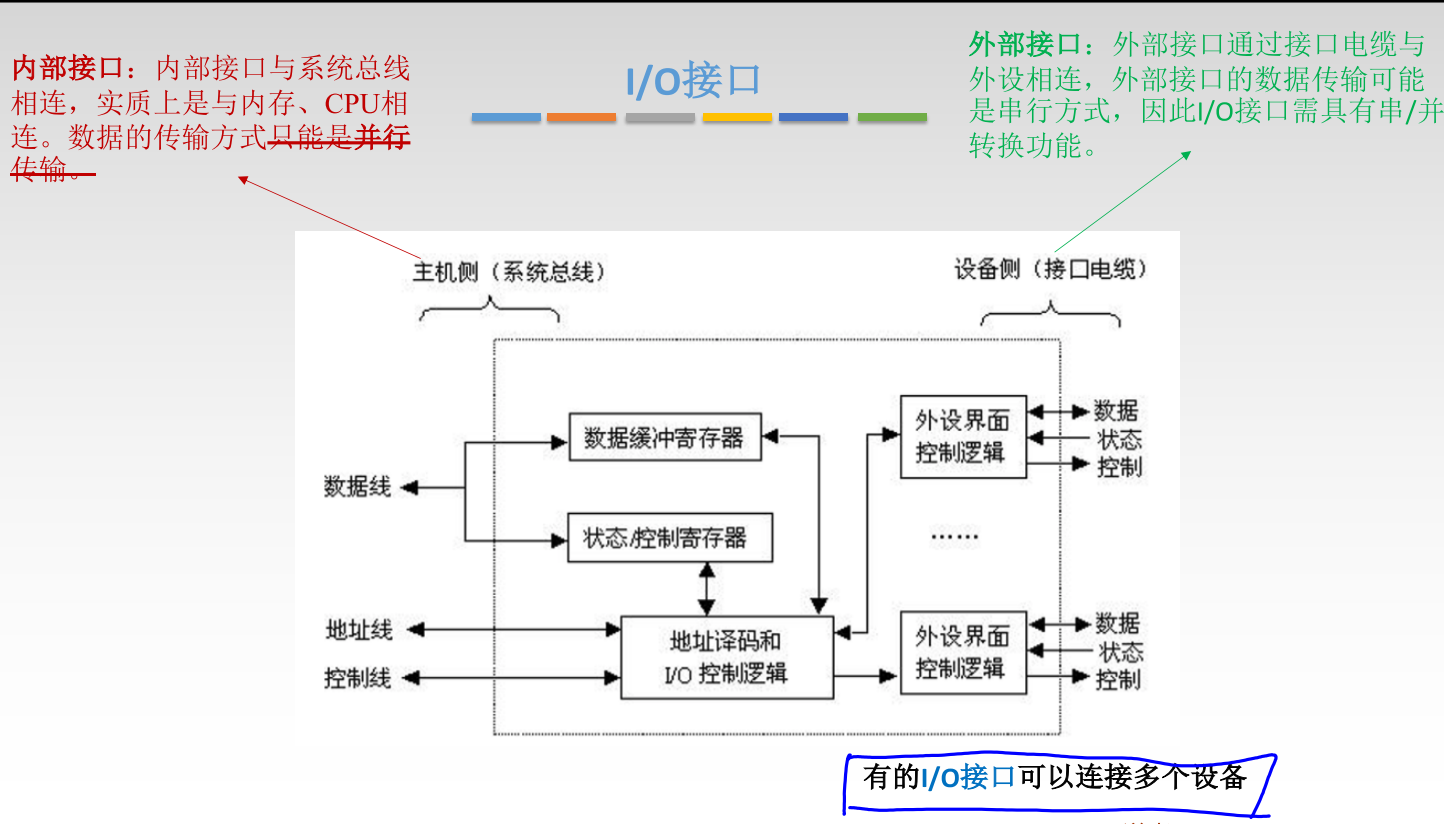 I/O接口
内部接口：内部接口与系统总线
相连，实质上是与内存、CPU相
连。数据的传输方式只能是并行
传输。
外部接口：外部接口通过接口电缆与
外设相连，外部接口的数据传输可能
是串行方式，因此I/O接口需具有串/并
转换功能。
主机侧（系统总线）
设备侧（接口电缆）
数据缓冲寄存器
状态/控制寄存器
数据线
地址线
控制线
地址译码和
I/O 控制逻辑
外设界面
控制逻辑
数据
状态
控制
……
外设界面
控制逻辑
数据
状态
控制
有的I/O接口可以连接多个设备